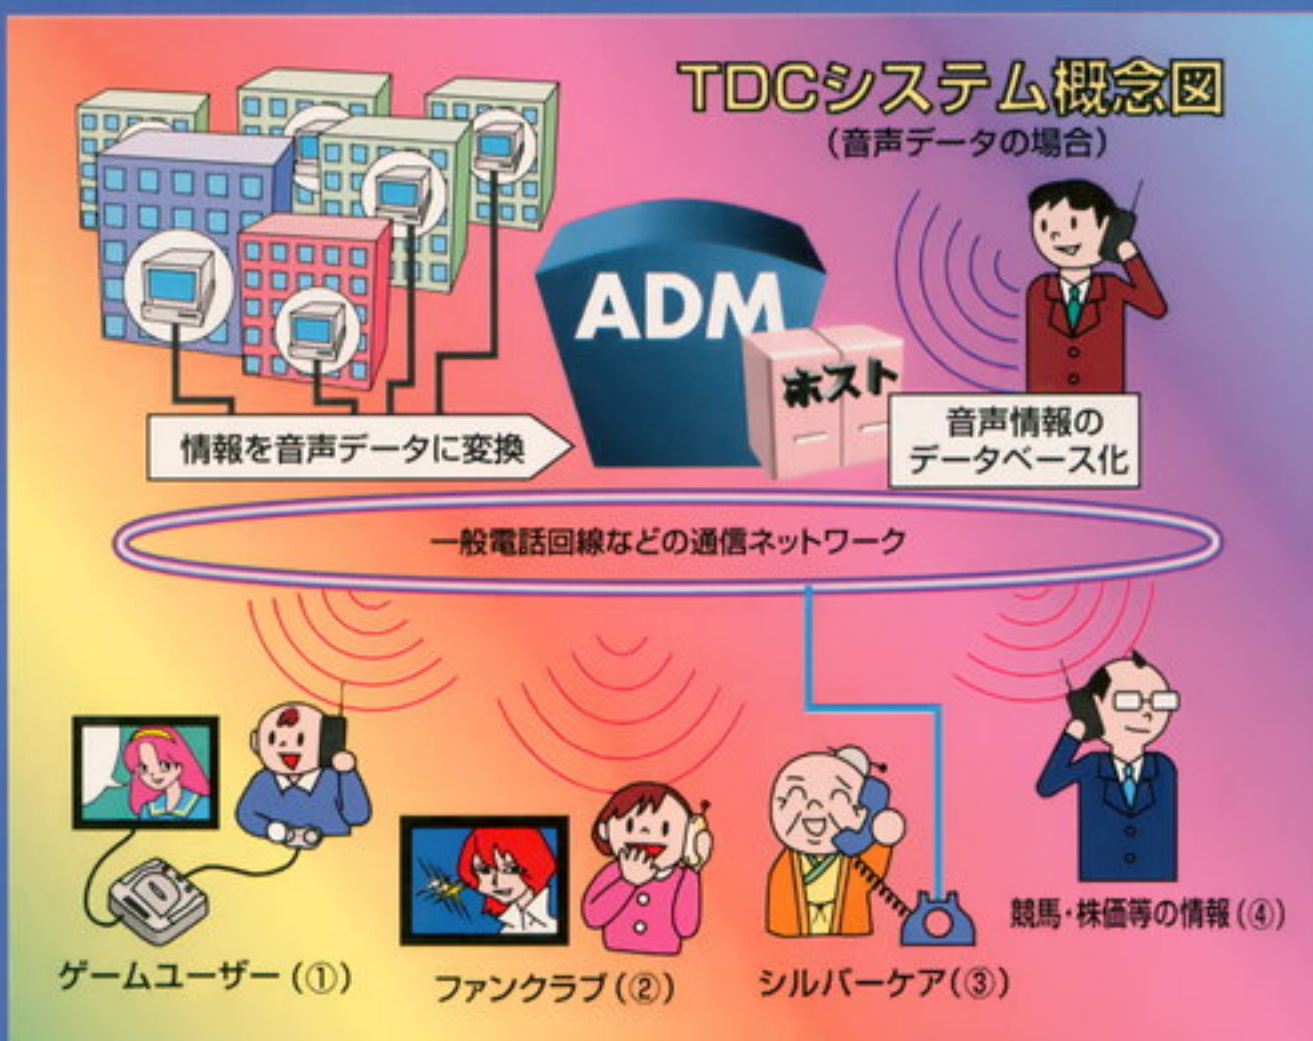 TDCシステム概念図
(音声データの場合)
ADM
ホスト
情報を音声データに変換
音声情報の
データベース化
一般電話回線などの通信ネットワーク
ゲームユーザー(①)
ファンクラブ(②)
シルバーケア(③)
競馬・株価等の情報(④)